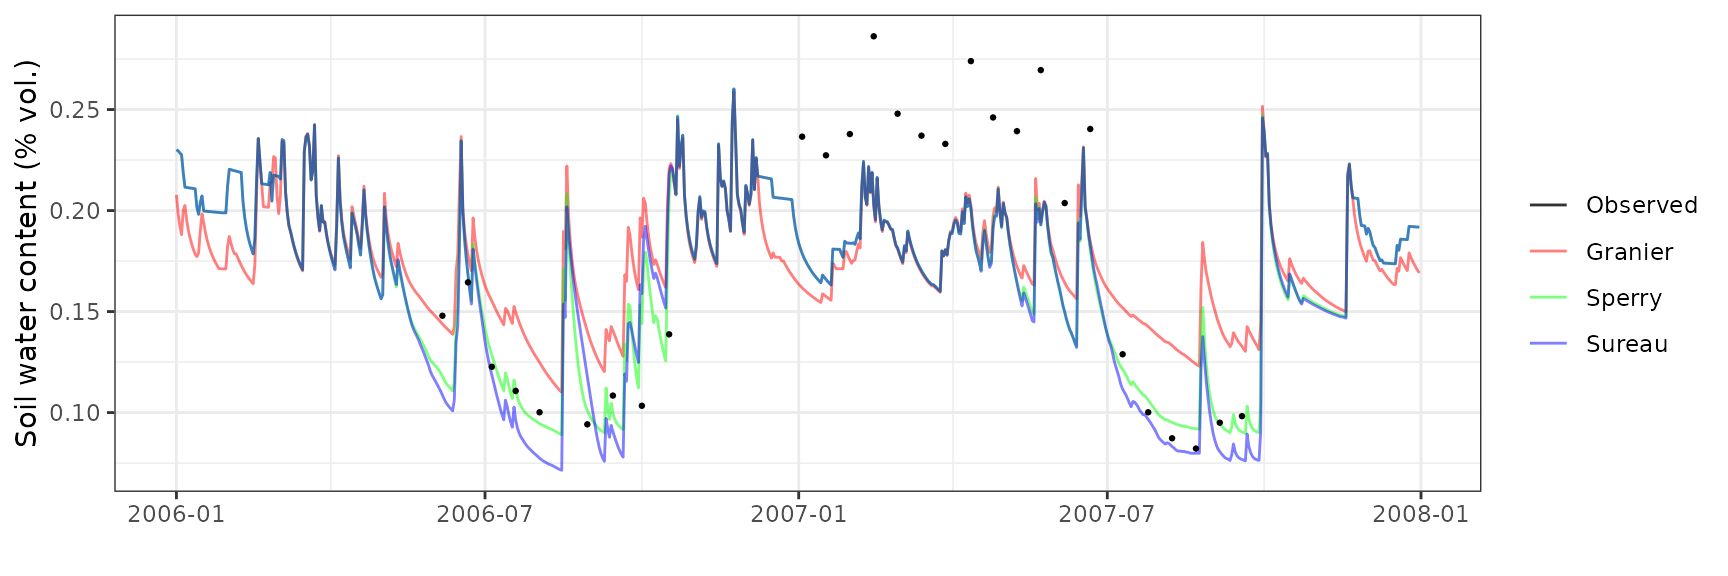 Soil water content (% vol.)
0.25
0.20
0.15
0.10
2006-01
2006-07
2007-01
2007-07
2008-01
Observed
Granier
Sperry
Sureau